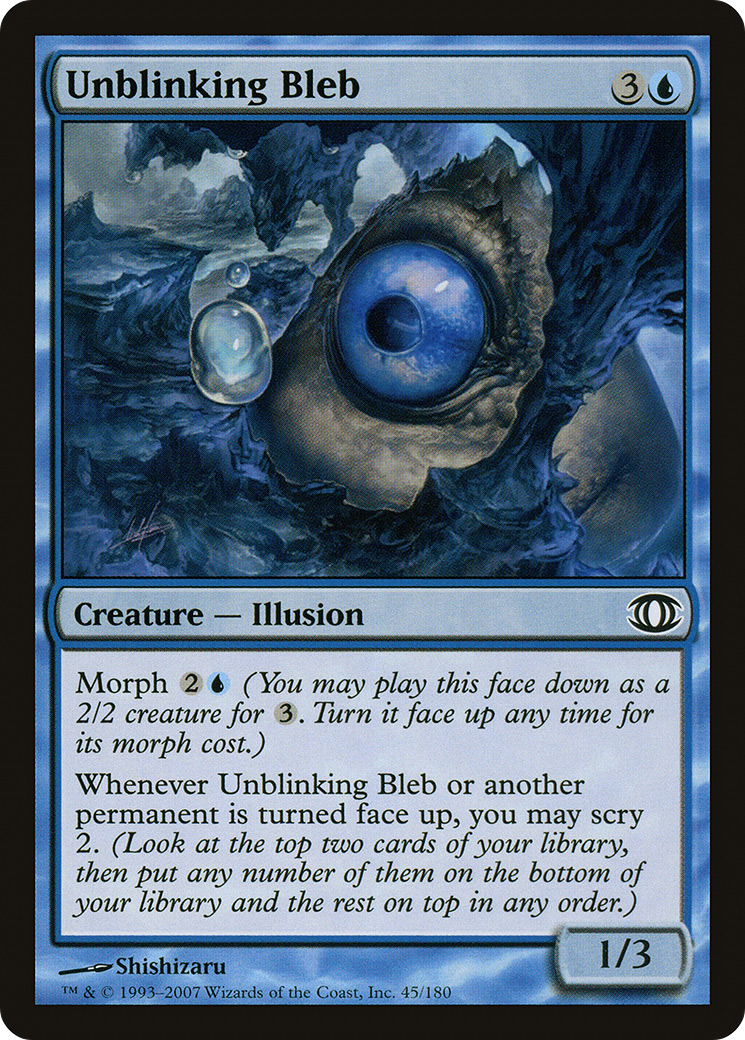 Unblinking Bleb 3
Creature — Illusion
Morph 2 (You may play this face down as a
2/2 creature for 3. Turn it face up any time for
its morph cost.)
Whenever Unblinking Bleb or another
permanent is turned face up, you may scry
2. (Look at the top two cards of your library,
then put any number of them on the bottom of
your library and the rest on top in any order.)
1/3
Shishizaru
™ & © 1993–2007 Wizards of the Coast, Inc. 45/180